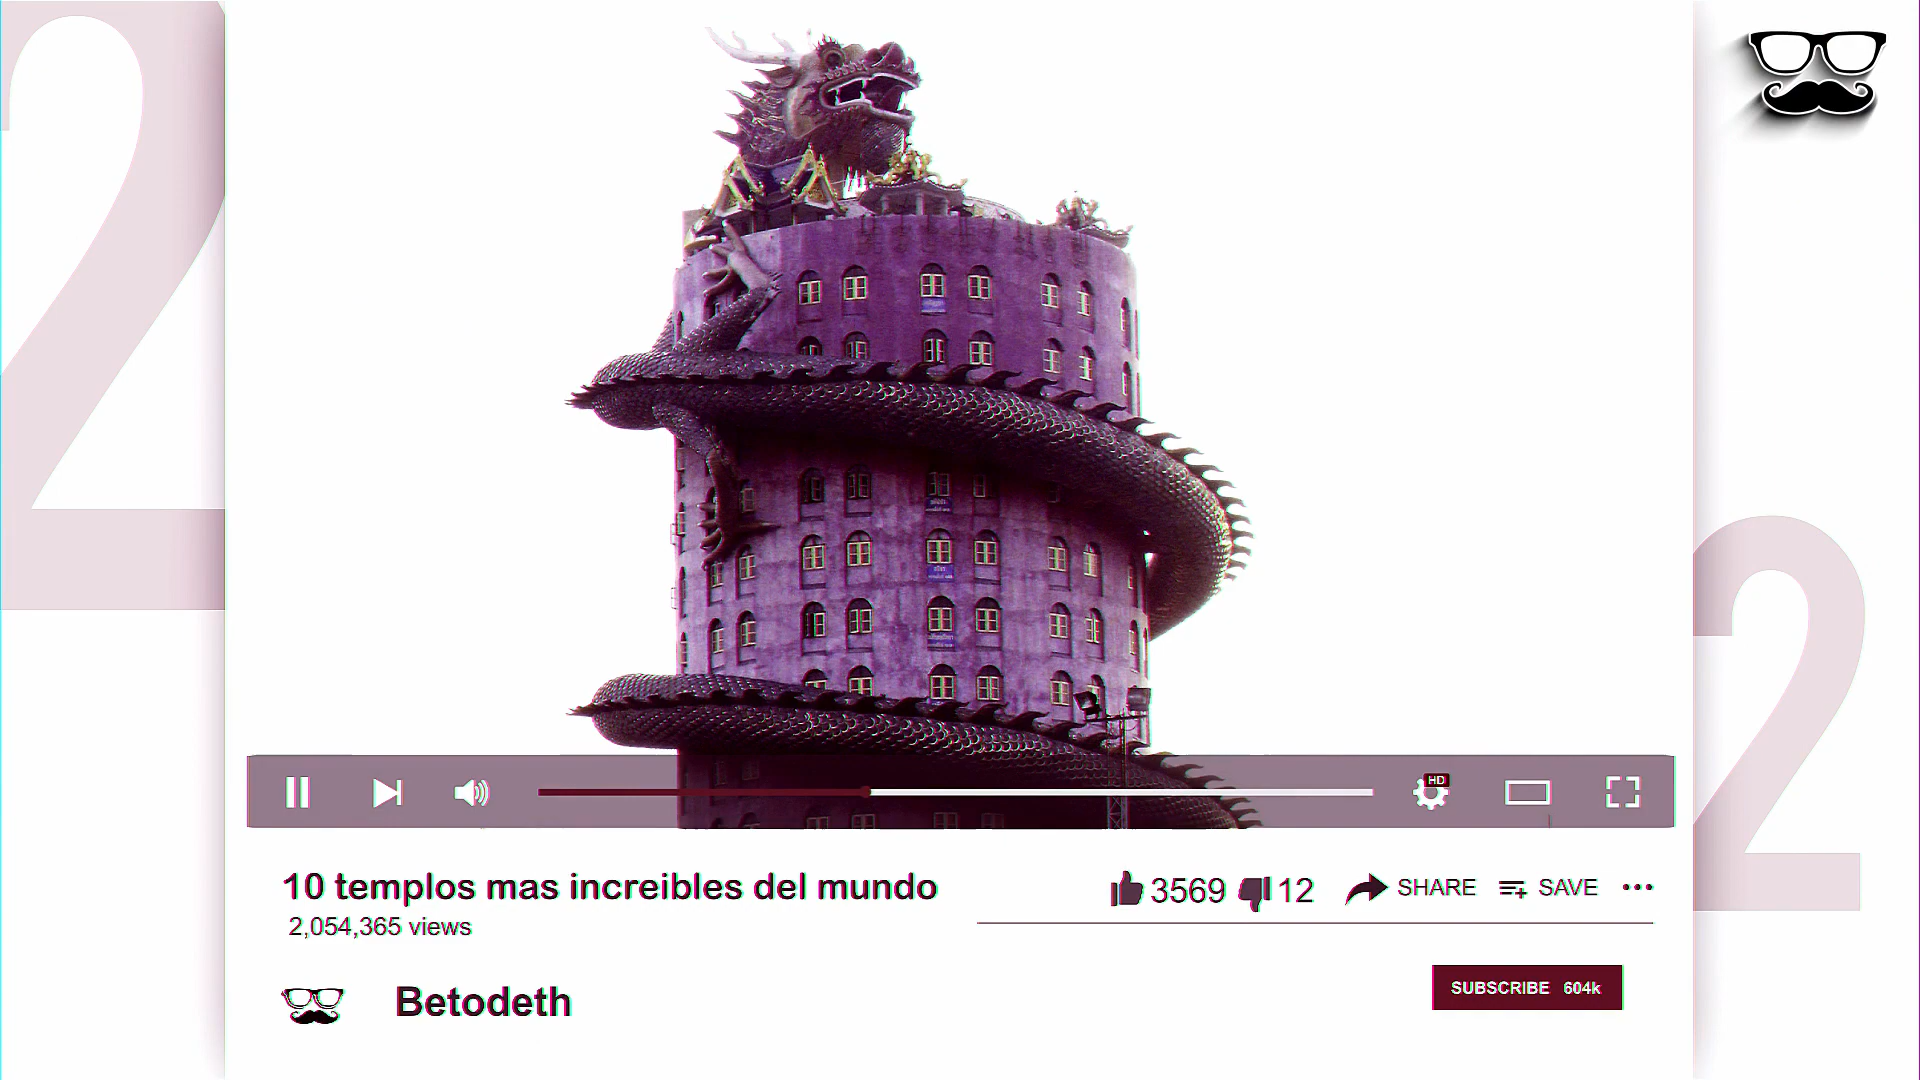 2
2
HD
10 templos mas increibles del mundo
3569 12 SHARE SAVE
2,054,365 views
Betodeth
SUBSCRIBE 604k